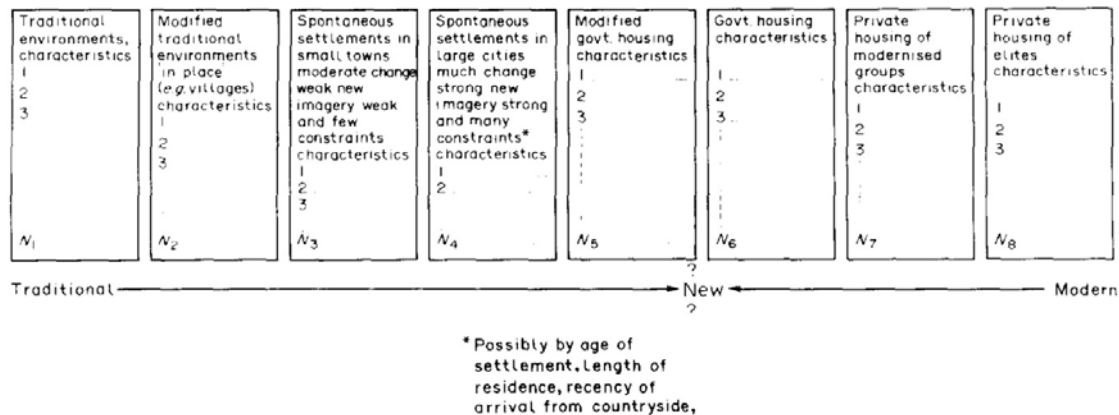 Traditional
environments,
characteristics
1
2
3
N1
Modified
traditional
environments
'in place'
(e.g. villages)
characteristics
1
2
3
N2
Spontaneous
settlements in
small towns
moderate change
weak new
imagery weak
and few
constraints
characteristics
1
2
3
N3
Spontaneous
settlements in
large cities
much change
strong new
imagery strong
and many
constraints*
characteristics
1
2
N4
Modified
govt. housing
characteristics
1
2
3
N5
Govt. housing
characteristics
1
2
3
N6
Private
housing of
modernised
groups
characteristics
1
2
3
N7
Private
housing of
elites
characteristics
1
2
3
N8
?
Traditional New Modern
?
*Possibly by age of
settlement, length of
residence, recency of
arrival from countryside,